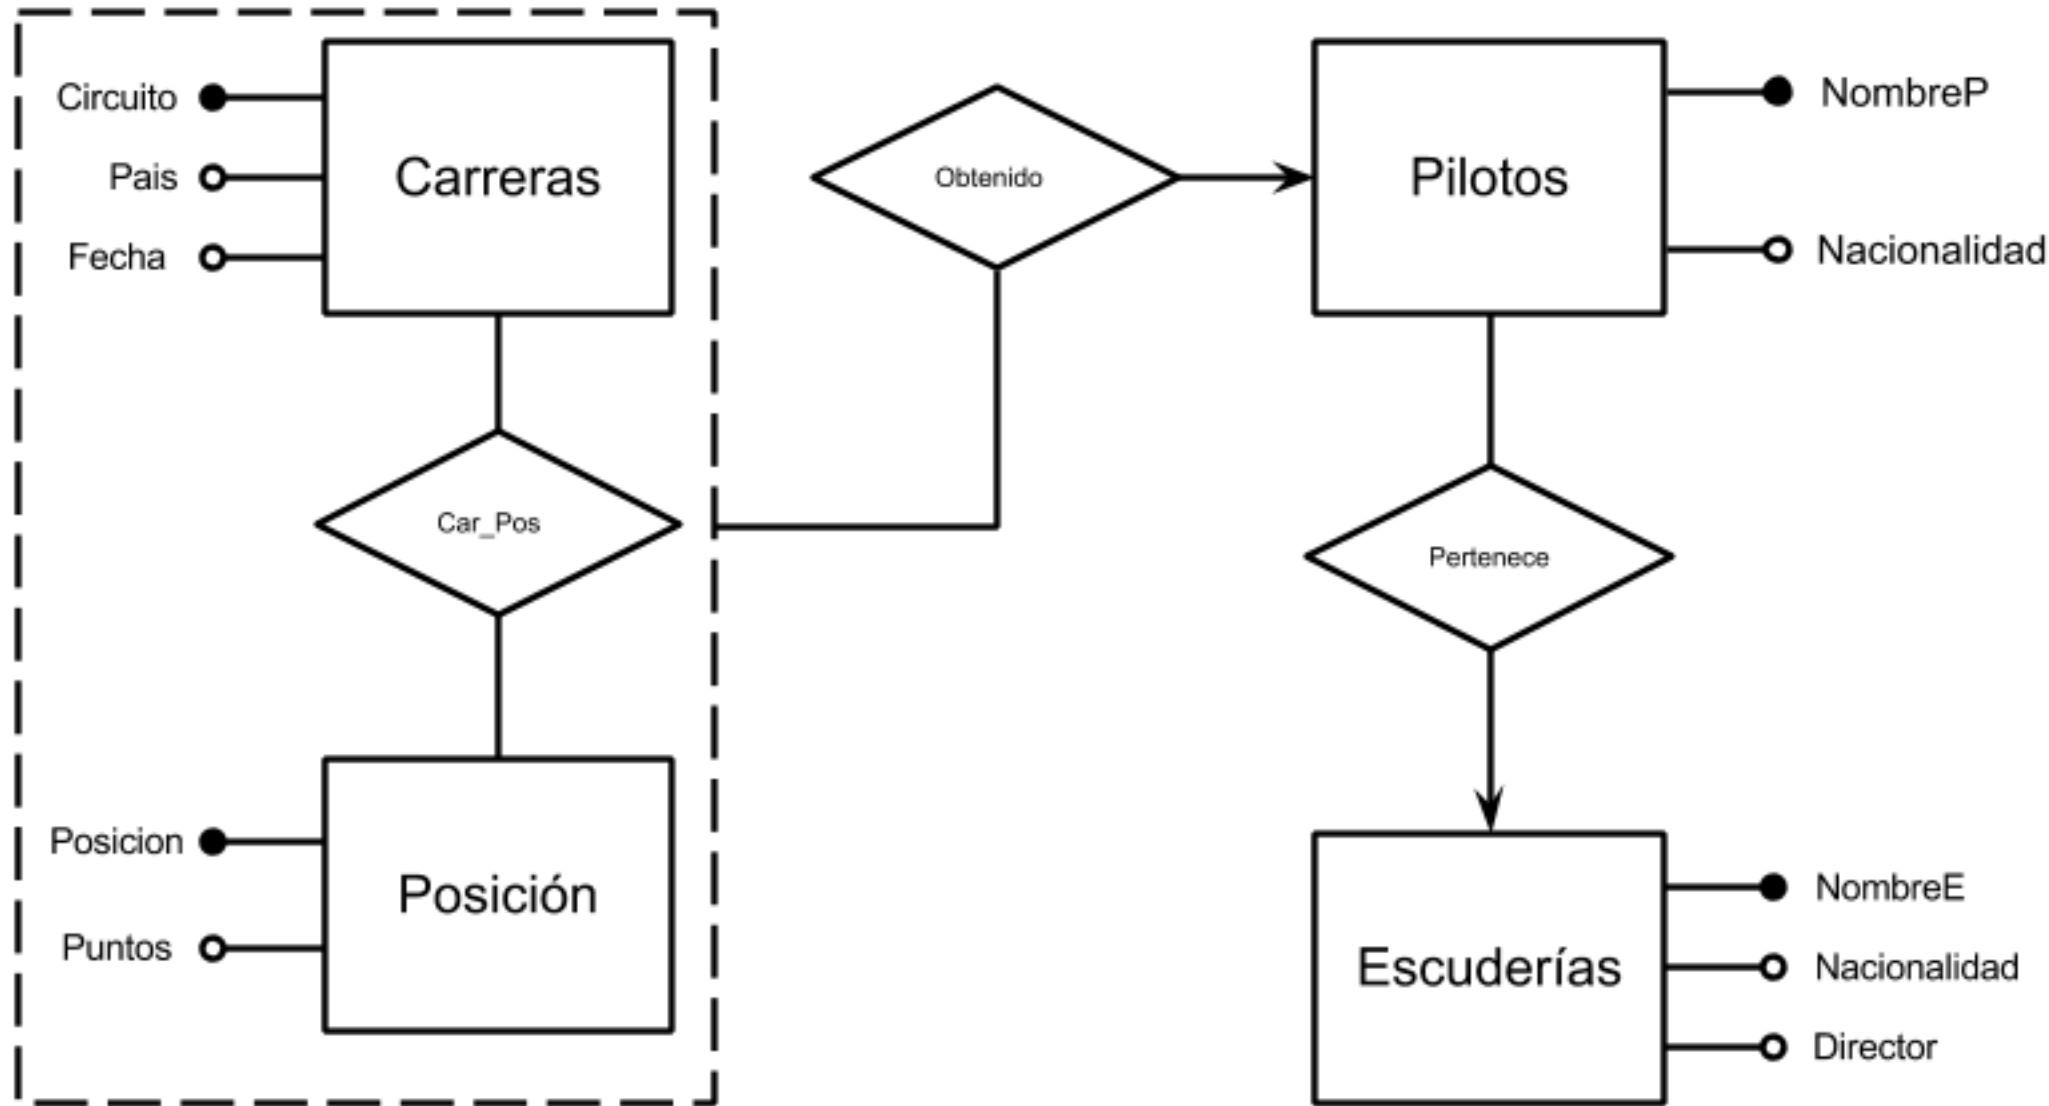 Circuito
Pais
Fecha
Carreras
Car_Pos
Posicion
Puntos
Posición
Obtenido
Pilotos
NombreP
Nacionalidad
Pertenece
Escuderías
NombreE
Nacionalidad
Director